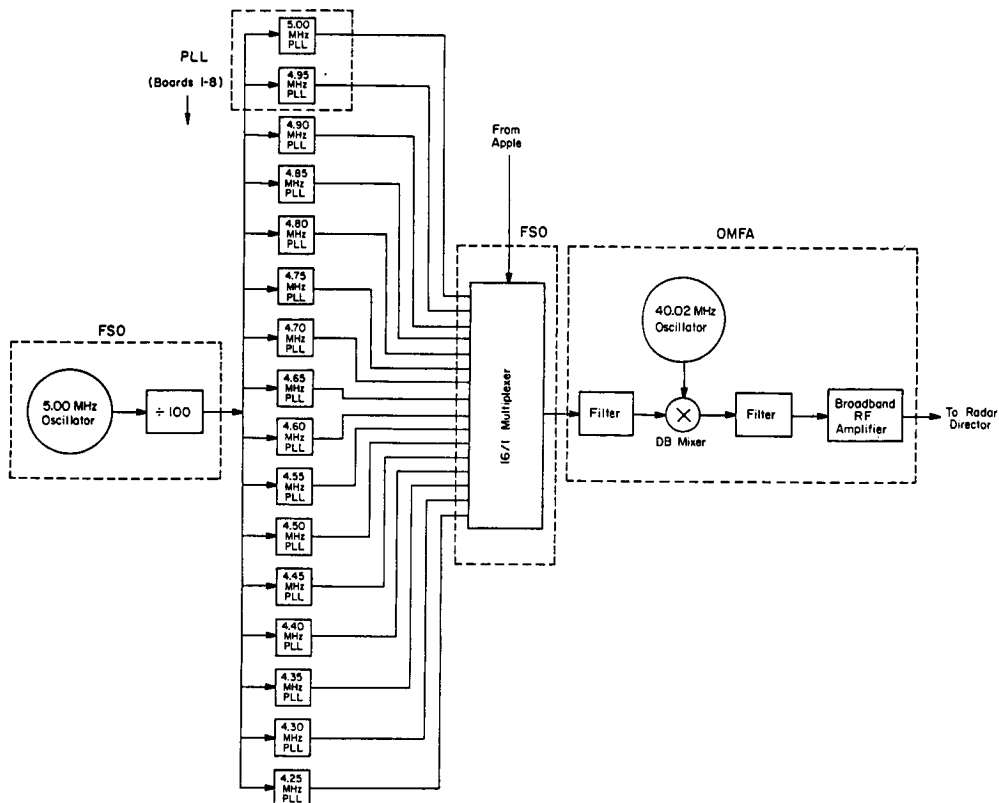 PLL
(Boards 1-8)
5.00
MHz
PLL
4.95
MHz
PLL
4.90
MHz
PLL
4.85
MHz
PLL
4.80
MHz
PLL
4.75
MHz
PLL
4.70
MHz
PLL
4.65
MHz
PLL
4.60
MHz
PLL
4.55
MHz
PLL
4.50
MHz
PLL
4.45
MHz
PLL
4.40
MHz
PLL
4.35
MHz
PLL
4.30
MHz
PLL
4.25
MHz
PLL
FSO
5.00 MHz
Oscillator
÷ 100
From
Apple
FSO
16/1 Multiplexer
OMFA
40.02 MHz
Oscillator
Filter
DB Mixer
Filter
Broadband
RF
Amplifier
To Radar
Director